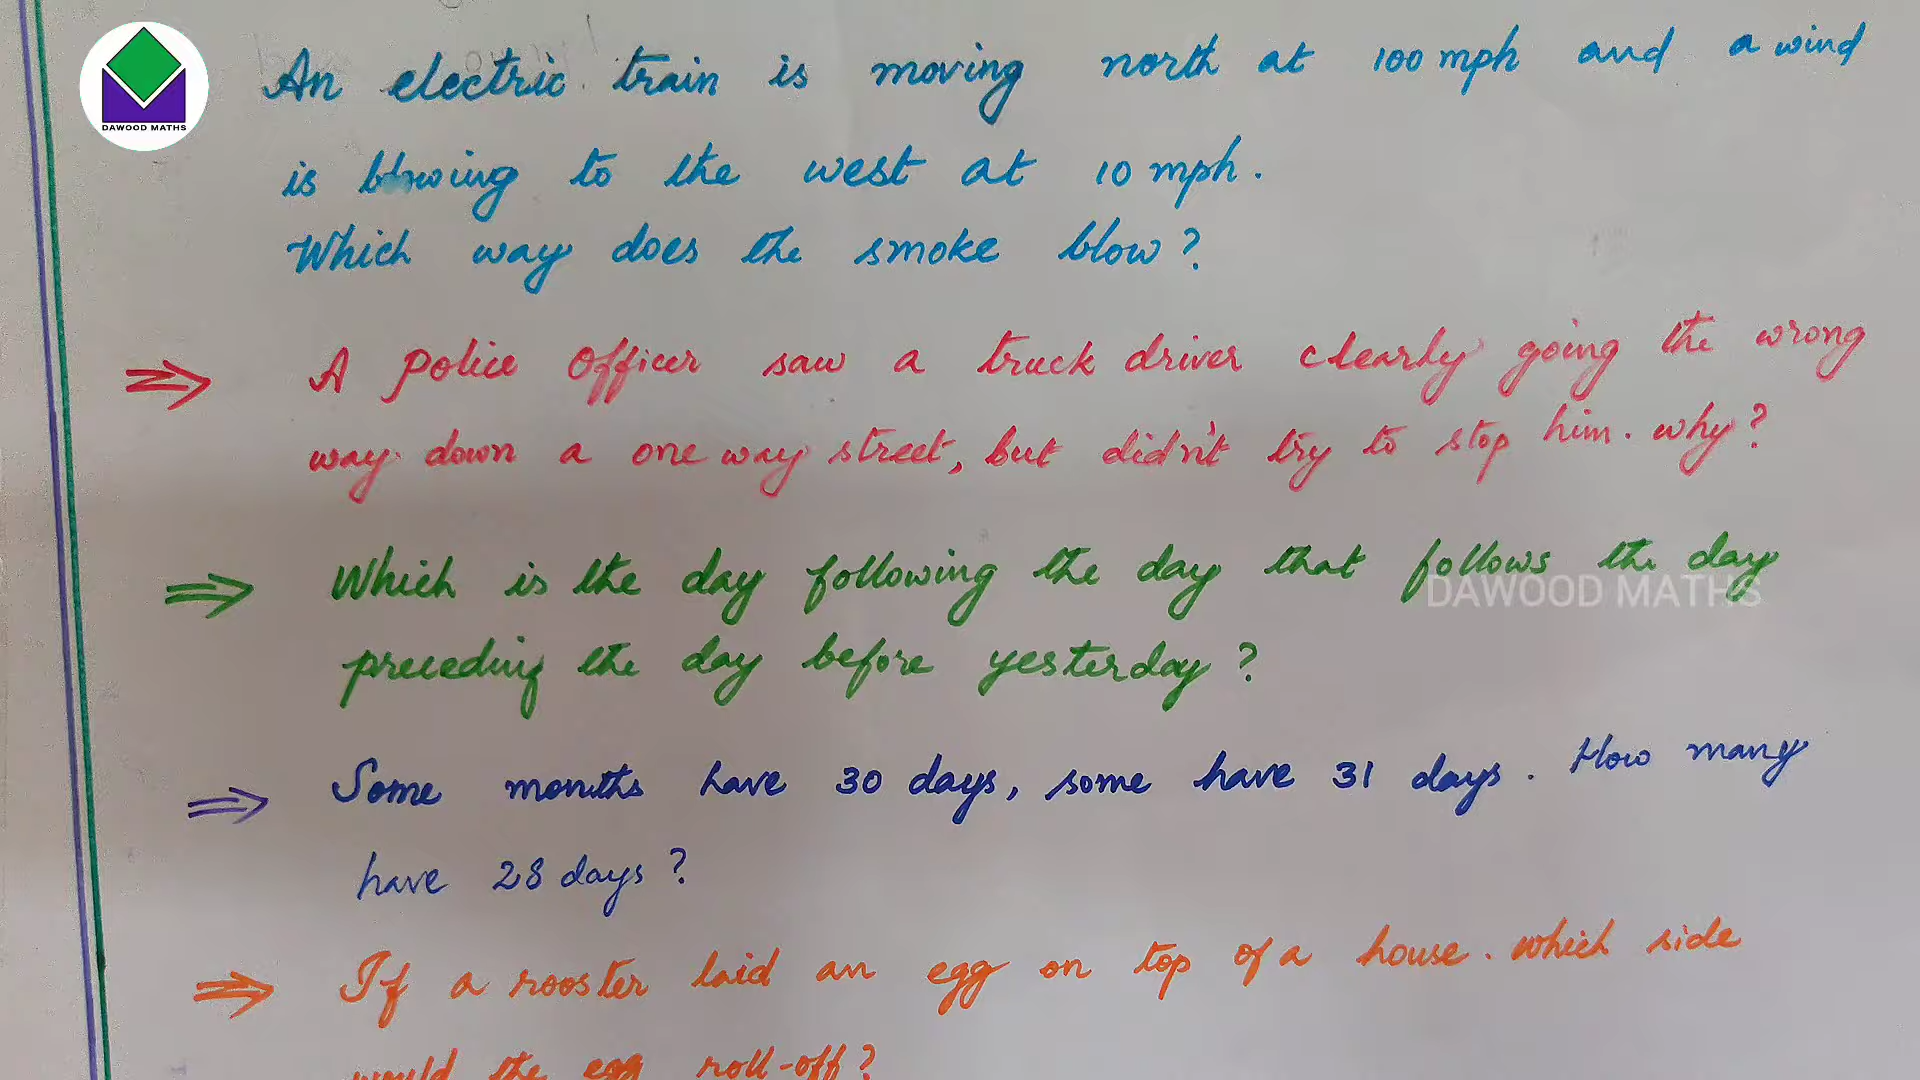 DAWOOD MATHS
An electric train is moving north at 100 mph and a wind
is blowing to the west at 10 mph.
Which way does the smoke blow?
A Police Officer saw a truck driver clearly going the wrong
way down a one way street, but didn't try to stop him. why?
Which is the day following the day that follows the day
DAWOOD MATHS
preceding the day before yesterday?
Some months have 30 days, some have 31 days. How many
have 28 days?
If a rooster laid an egg on top of a house. which side
would the egg roll-off?